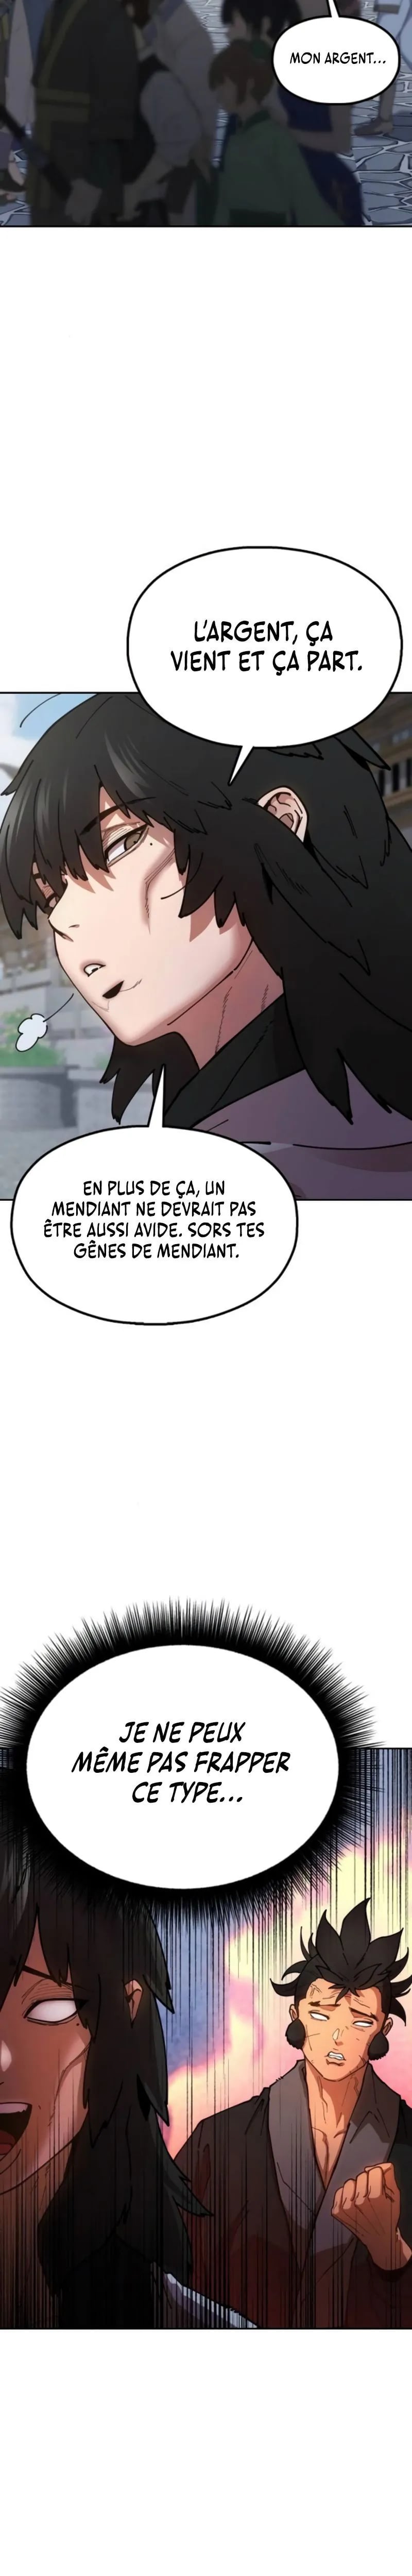 MON ARGENT...
L'ARGENT, ÇA
VIENT ET ÇA PART.
EN PLUS DE ÇA, UN
MENDIANT NE DEVRAIT PAS
ÊTRE AUSSI AVIDE. SORS TES
GÊNES DE MENDIANT.
JE NE PEUX
MÊME PAS FRAPPER
CE TYPE...